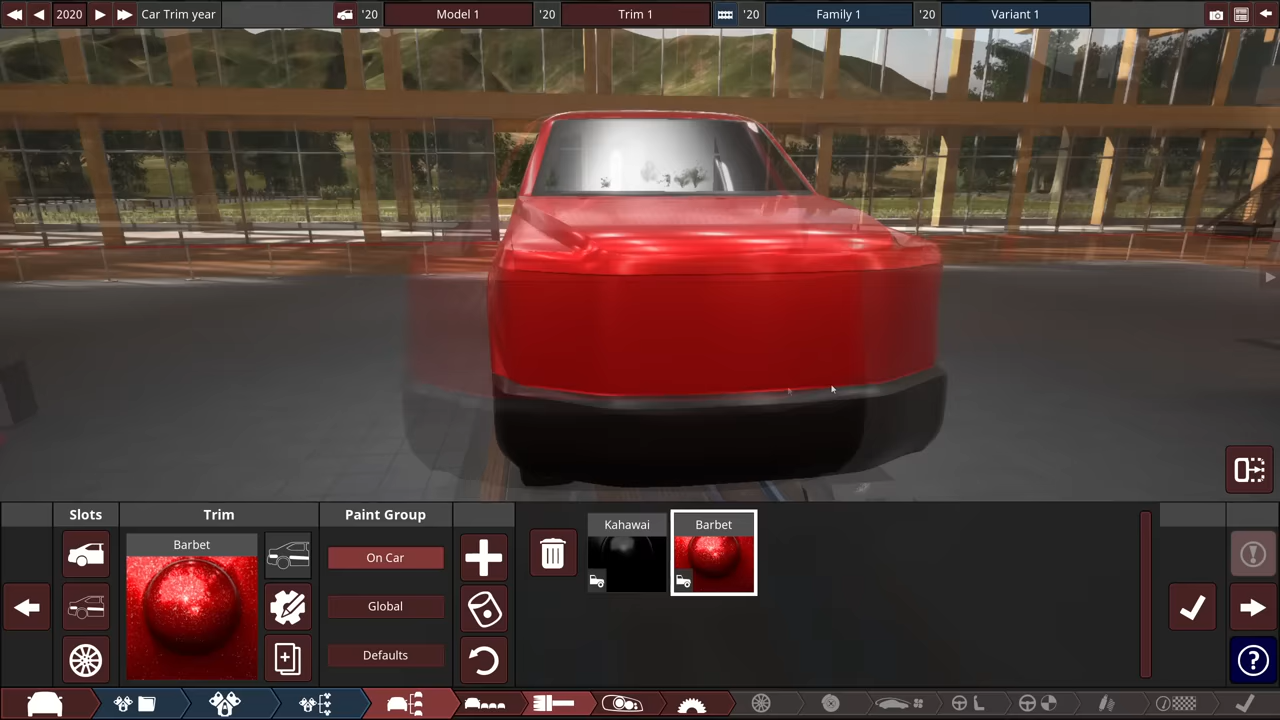 2020 Car Trim year '20 Model 1 '20 Trim 1 '20 Family 1 '20 Variant 1
Slots Trim Paint Group
Barbet
On Car
Global
Defaults
Kahawai Barbet
?